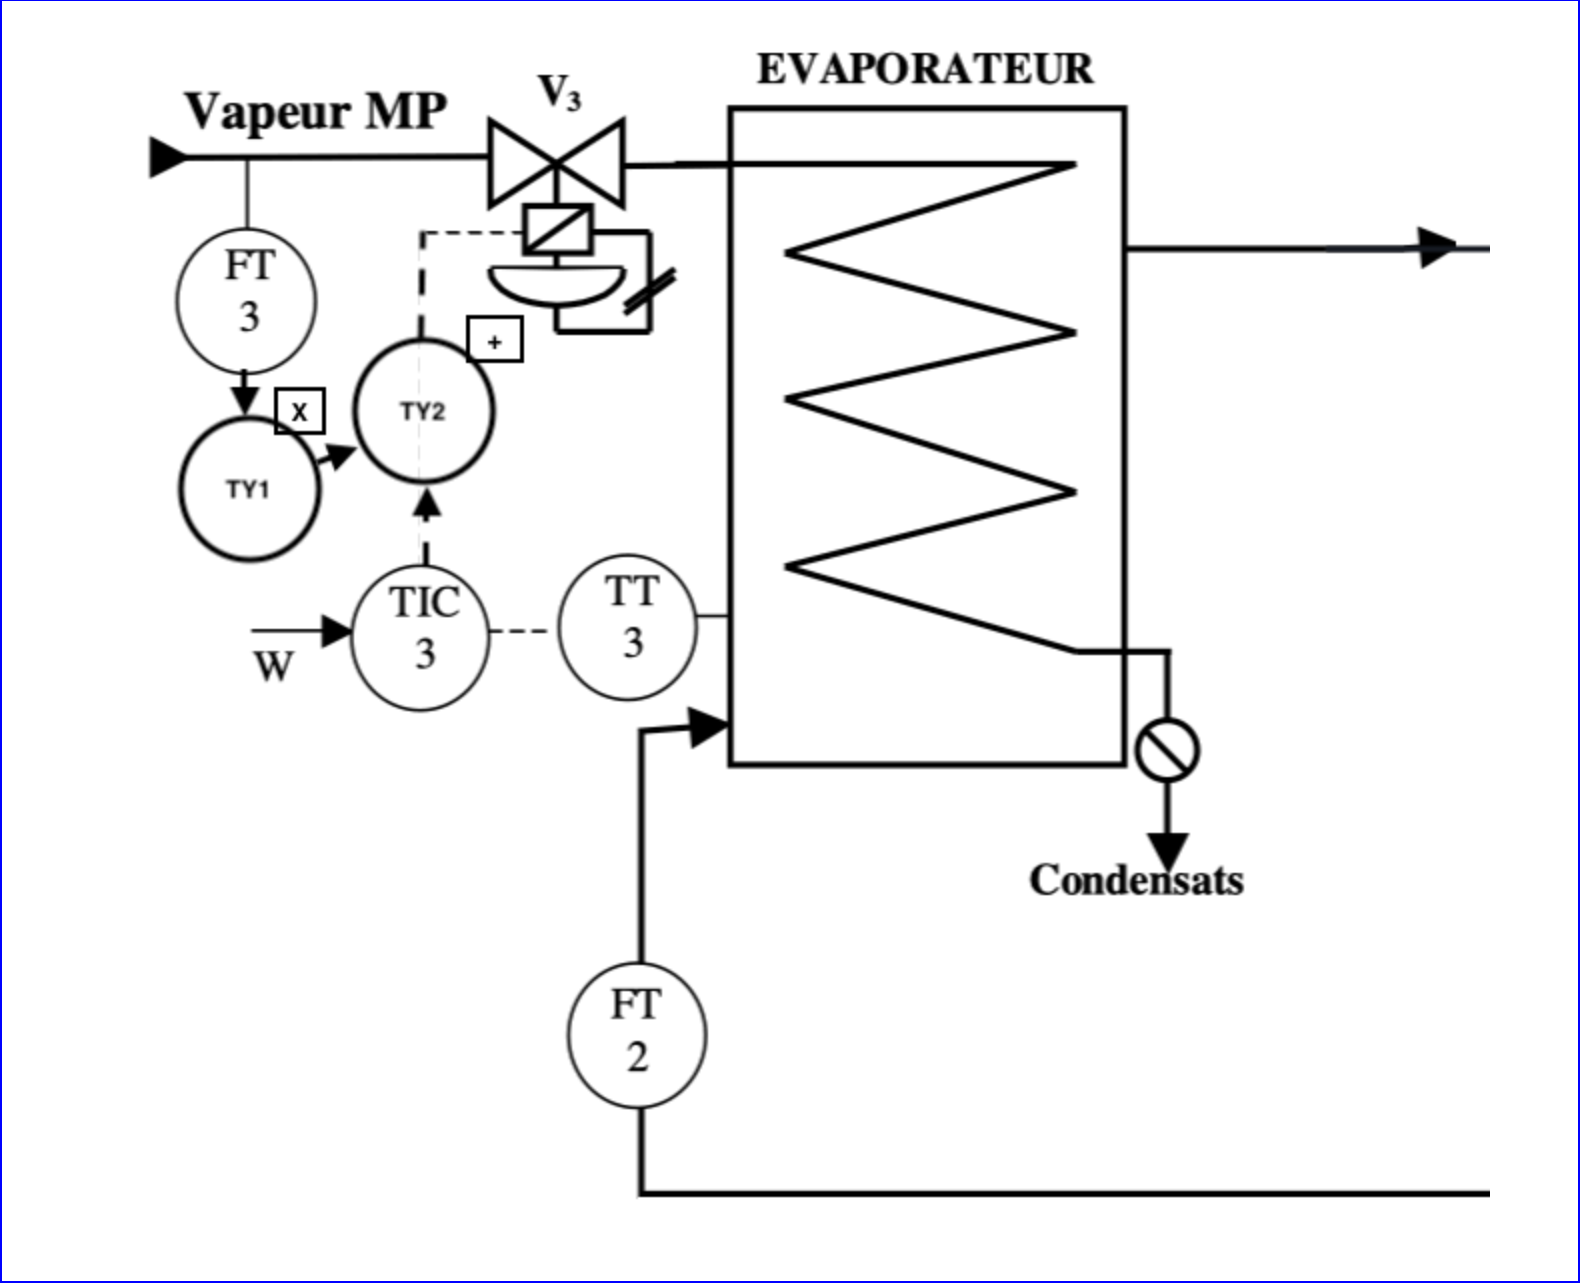 EVAPORATEUR
V₃
Vapeur MP
FT
3
+
X
TY2
TY1
TIC
3
TT
3
W
Condensats
FT
2